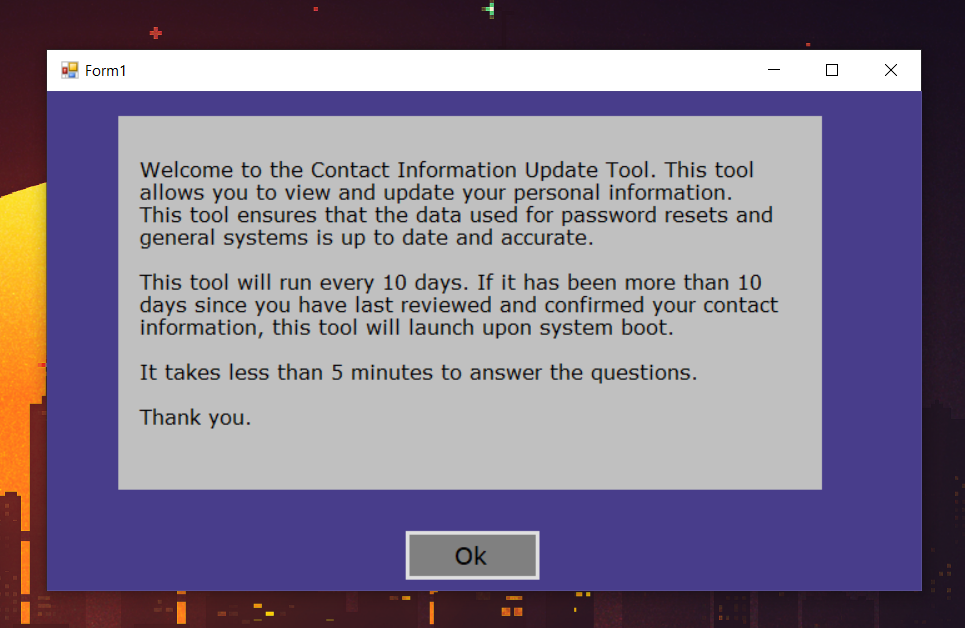 Form1
Welcome to the Contact Information Update Tool. This tool
allows you to view and update your personal information.
This tool ensures that the data used for password resets and
general systems is up to date and accurate.
This tool will run every 10 days. If it has been more than 10
days since you have last reviewed and confirmed your contact
information, this tool will launch upon system boot.
It takes less than 5 minutes to answer the questions.
Thank you.
Ok